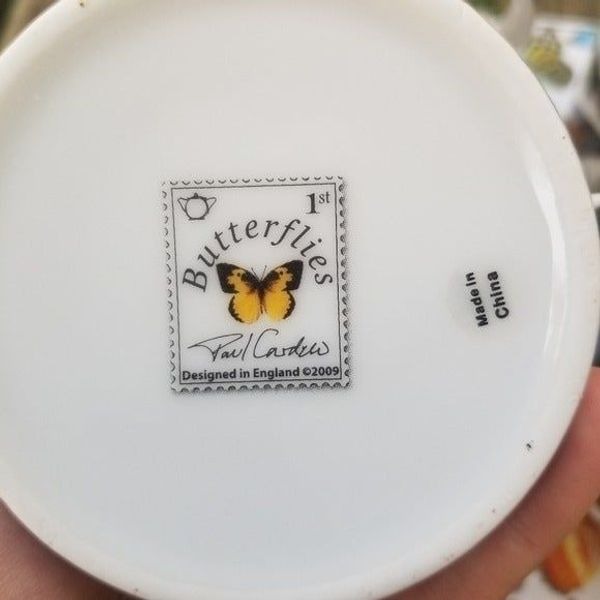 1st
Butterflies
Paul Cardew
Designed in England ©2009
Made in
China